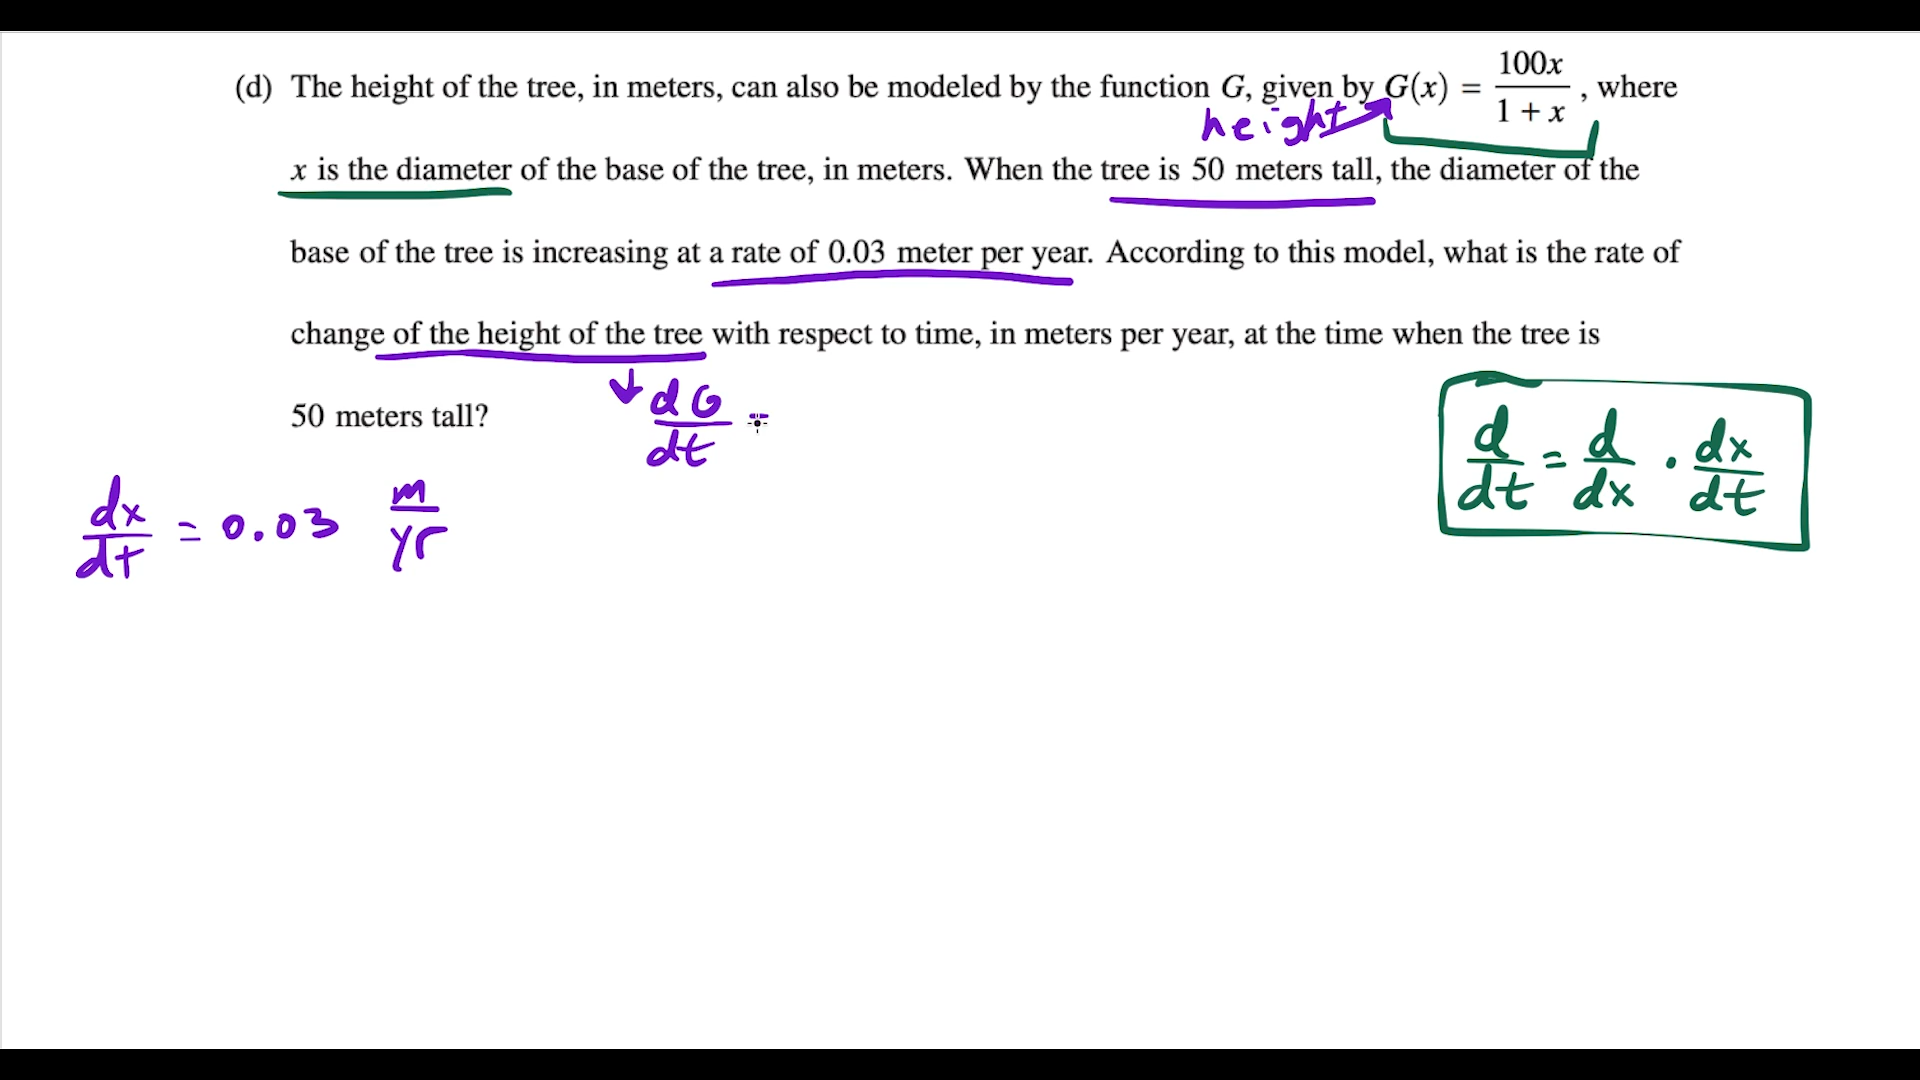 (d) The height of the tree, in meters, can also be modeled by the function G, given by G(x) = 100x / (1 + x), where
height
x is the diameter of the base of the tree, in meters. When the tree is 50 meters tall, the diameter of the
base of the tree is increasing at a rate of 0.03 meter per year. According to this model, what is the rate of
change of the height of the tree with respect to time, in meters per year, at the time when the tree is
50 meters tall?
dG/dt =
d/dt = d/dx · dx/dt
dx/dt = 0.03 m/yr